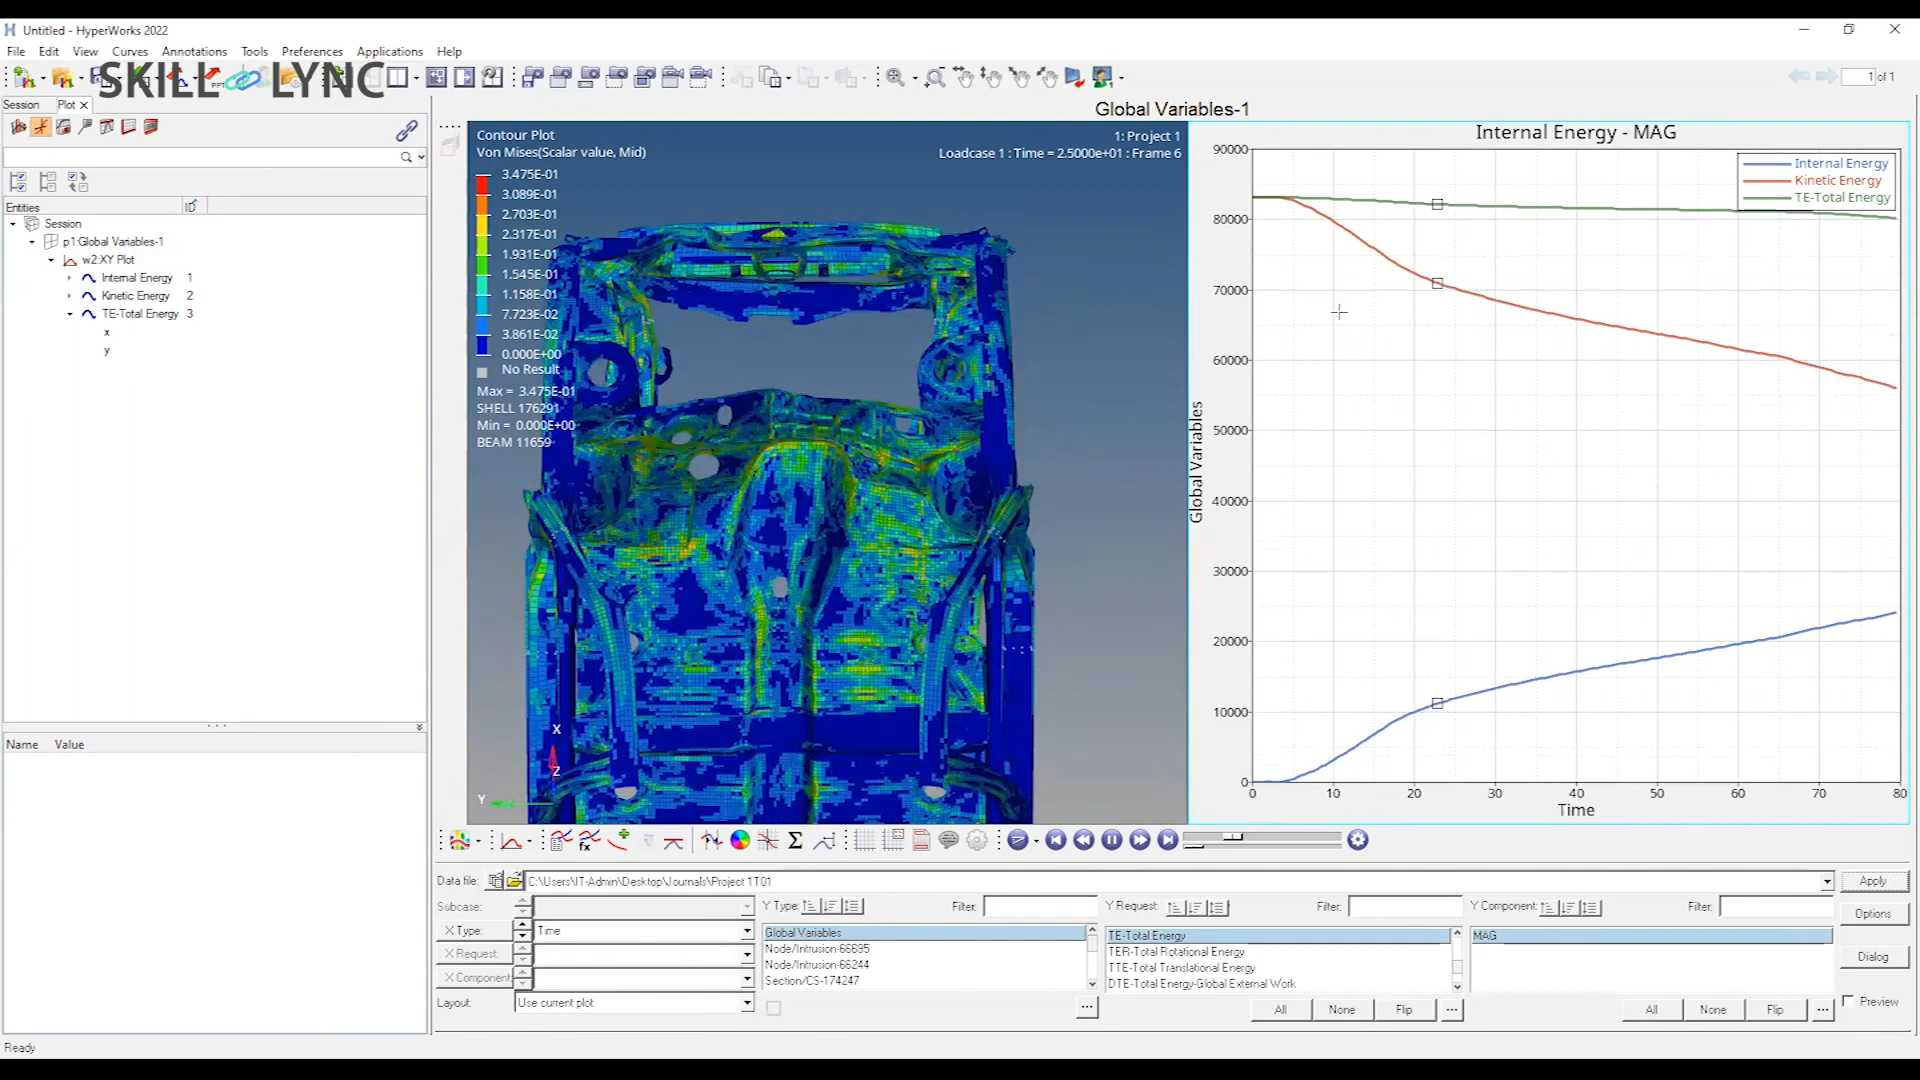 Untitled - HyperWorks 2022
File Edit View Curves Annotations Tools Preferences Applications Help
SKILL LYNC
1 of 1
Session Plot
Global Variables-1
Entities ID
Session
p1:Global Variables-1
w2:XY Plot
Internal Energy 1
Kinetic Energy 2
TE-Total Energy 3
x
y
Name Value
Contour Plot
Von Mises(Scalar value, Mid)
1: Project 1
Loadcase 1 : Time = 2.5000e+01 : Frame 6
3.475E-01
3.089E-01
2.703E-01
2.317E-01
1.931E-01
1.545E-01
1.158E-01
7.723E-02
3.861E-02
0.000E+00
No Result
Max = 3.475E-01
SHELL 176291
Min = 0.000E+00
BEAM 11659
X
Z
Y
Internal Energy - MAG
Internal Energy
Kinetic Energy
TE-Total Energy
90000
80000
70000
60000
50000
40000
30000
20000
10000
0
Global Variables
0 10 20 30 40 50 60 70 80
Time
Data file: C:\Users\IT-Admin\Desktop\Journals\Project 1T01 Apply
Subcase: Y Type: Filter: Y Request: Filter: Y Component: Filter: Options
X Type: Time
X Request:
X Component:
Layout: Use current plot
Global Variables
Node/Intrusion-66695
Node/Intrusion-66244
Section/CS-174247
TE-Total Energy
TER-Total Rotational Energy
TTE-Total Translational Energy
DTE-Total Energy-Global External Work
MAG
Dialog
Preview
All None Flip ... All None Flip ...
Ready